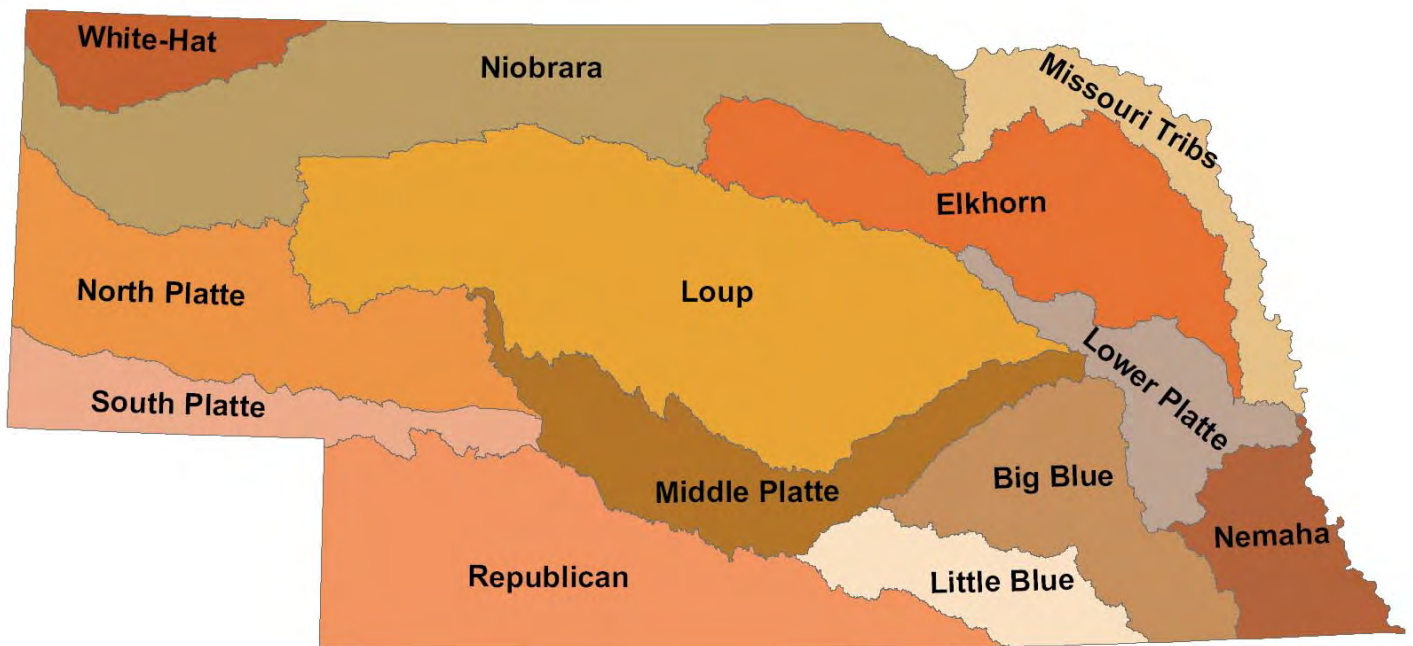 White-Hat
Niobrara
Missouri Tribs
Elkhorn
North Platte
Loup
Lower Platte
South Platte
Middle Platte
Big Blue
Nemaha
Republican
Little Blue